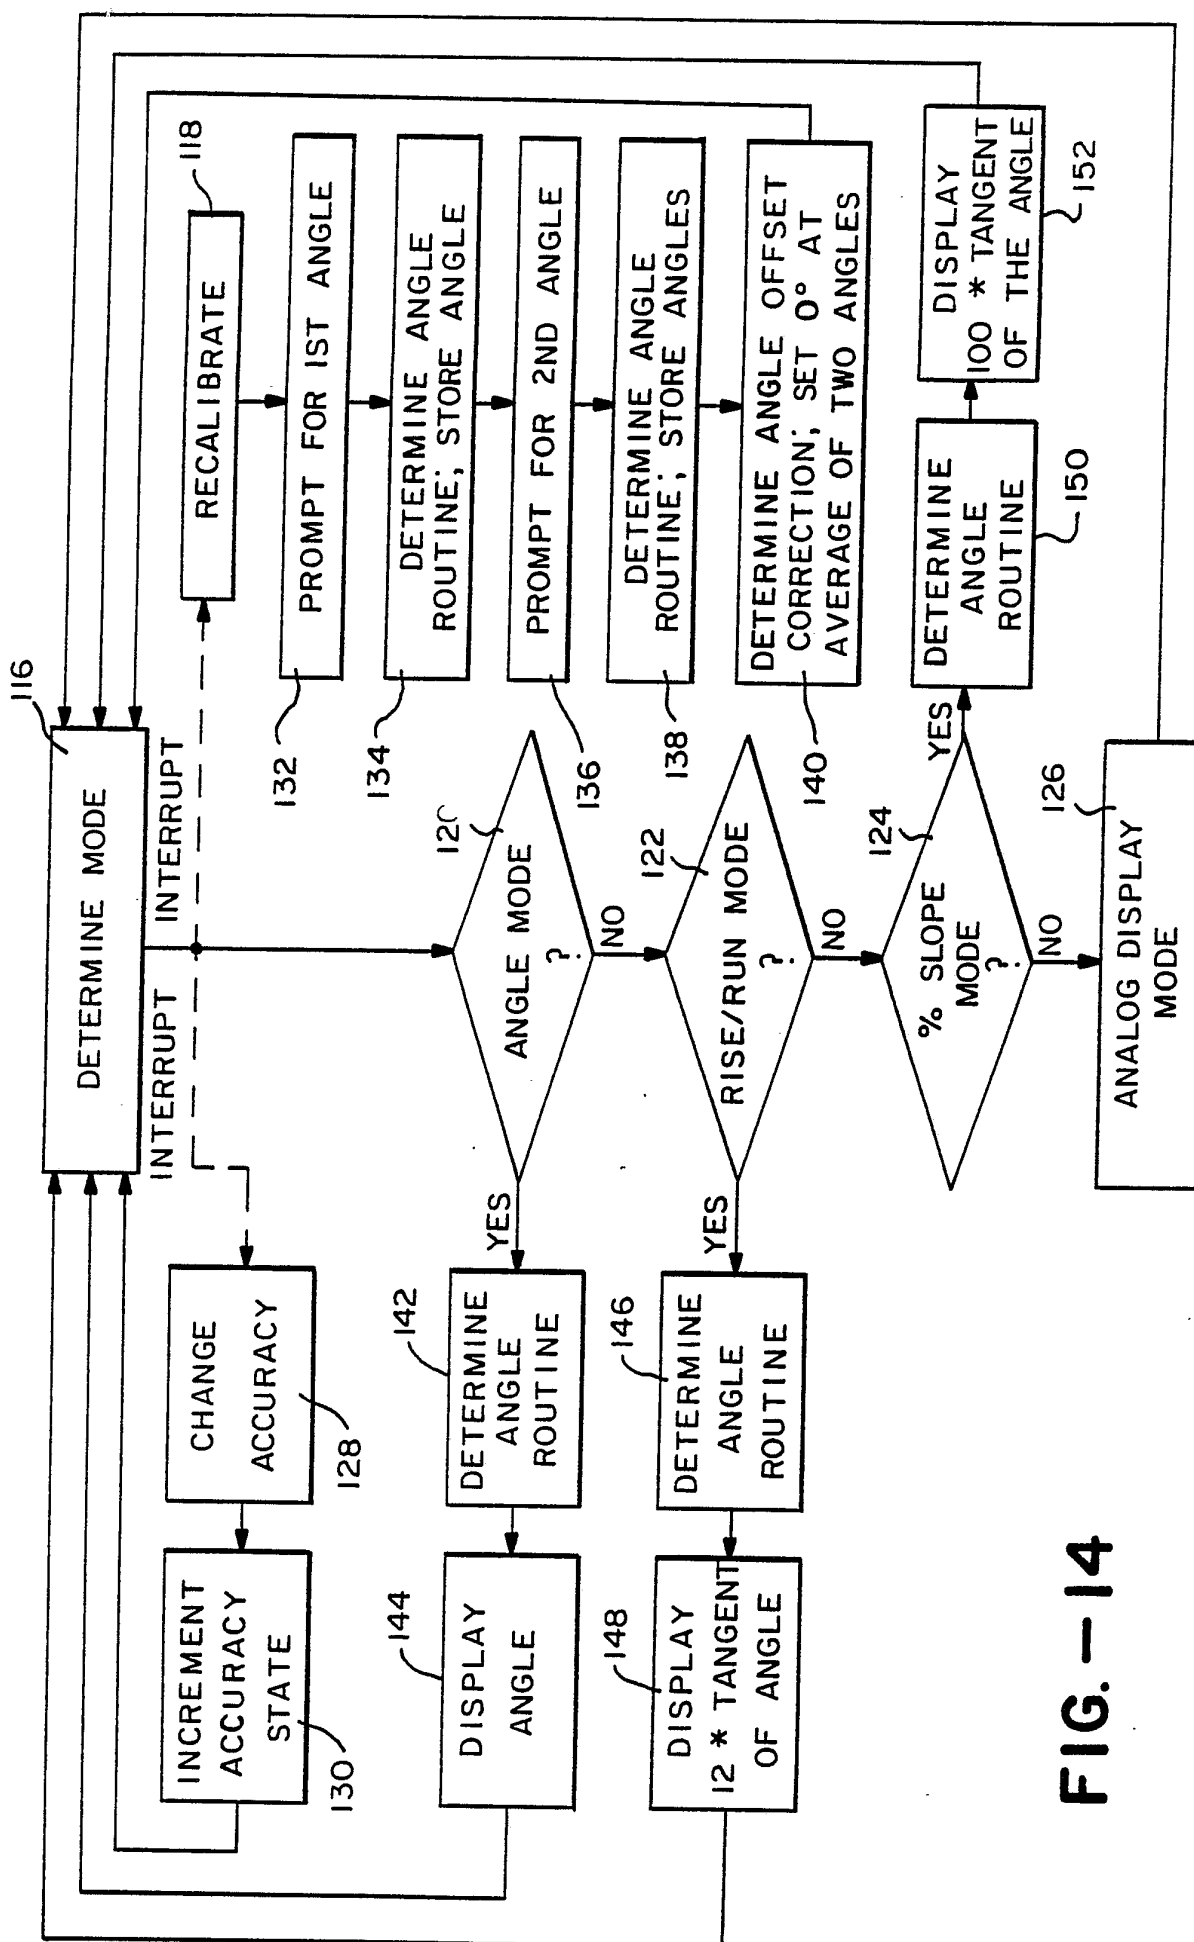 116
DETERMINE MODE
INTERRUPT
INTERRUPT
118
RECALIBRATE
132
PROMPT FOR 1ST ANGLE
134
DETERMINE ANGLE
ROUTINE; STORE ANGLE
136
PROMPT FOR 2ND ANGLE
138
DETERMINE ANGLE
ROUTINE; STORE ANGLES
140
DETERMINE ANGLE OFFSET
CORRECTION; SET 0° AT
AVERAGE OF TWO ANGLES
CHANGE
ACCURACY
128
INCREMENT
ACCURACY
STATE
130
120
ANGLE MODE
?
YES
NO
142
DETERMINE
ANGLE
ROUTINE
144
DISPLAY
ANGLE
122
RISE/RUN MODE
?
YES
NO
146
DETERMINE
ANGLE
ROUTINE
148
DISPLAY
12 * TANGENT
OF ANGLE
124
% SLOPE
MODE
?
YES
NO
DETERMINE
ANGLE
ROUTINE
150
DISPLAY
100 * TANGENT
OF THE ANGLE
152
126
ANALOG DISPLAY
MODE
FIG.-14